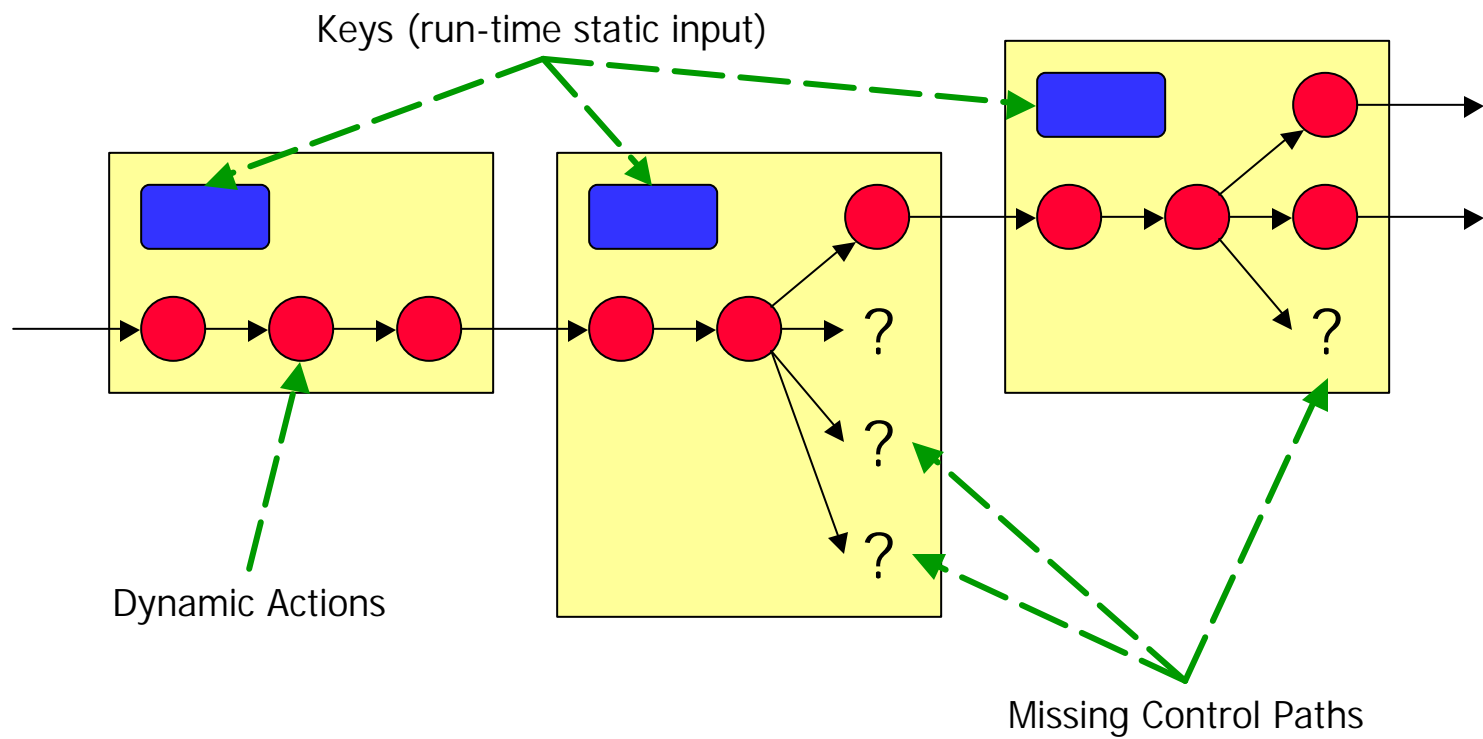 Keys (run-time static input)
?
?
?
?
Dynamic Actions
Missing Control Paths